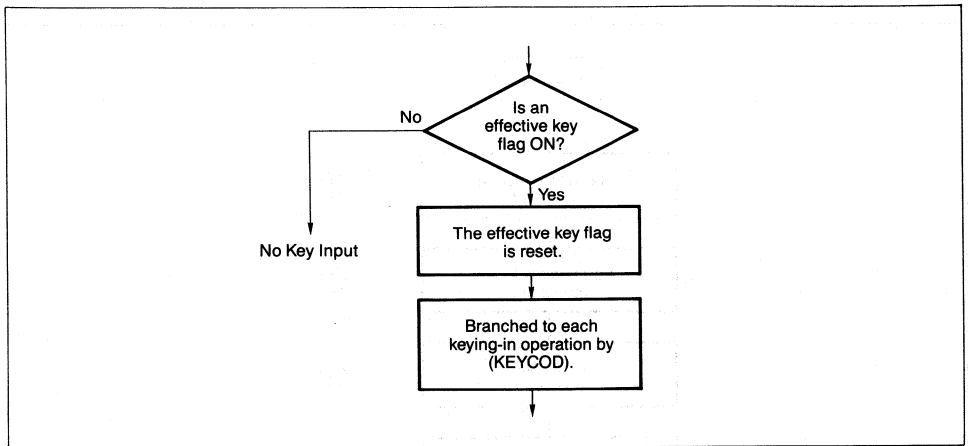 Is an
effective key
flag ON?
No
Yes
No Key Input
The effective key flag
is reset.
Branched to each
keying-in operation by
(KEYCOD).